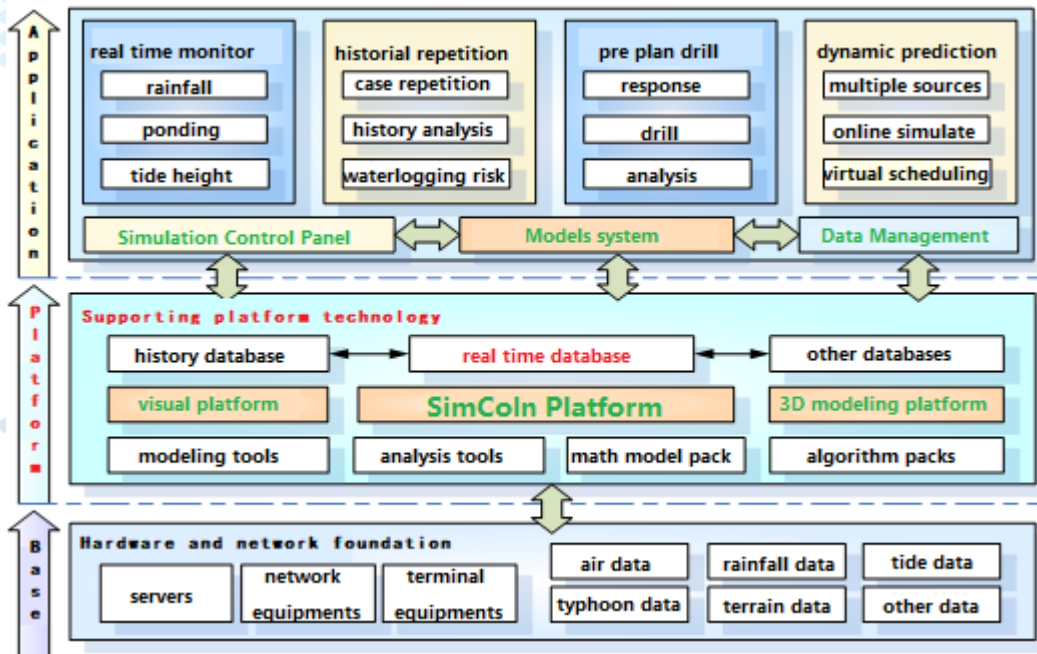 Application
real time monitor
rainfall
ponding
tide height
historial repetition
case repetition
history analysis
waterlogging risk
pre plan drill
response
drill
analysis
dynamic prediction
multiple sources
online simulate
virtual scheduling
Simulation Control Panel
Models system
Data Management
Platform
Supporting platform technology
history database
real time database
other databases
visual platform
SimCoIn Platform
3D modeling platform
modeling tools
analysis tools
math model pack
algorithm packs
Base
Hardware and network foundation
servers
network
equipments
terminal
equipments
air data
rainfall data
tide data
typhoon data
terrain data
other data